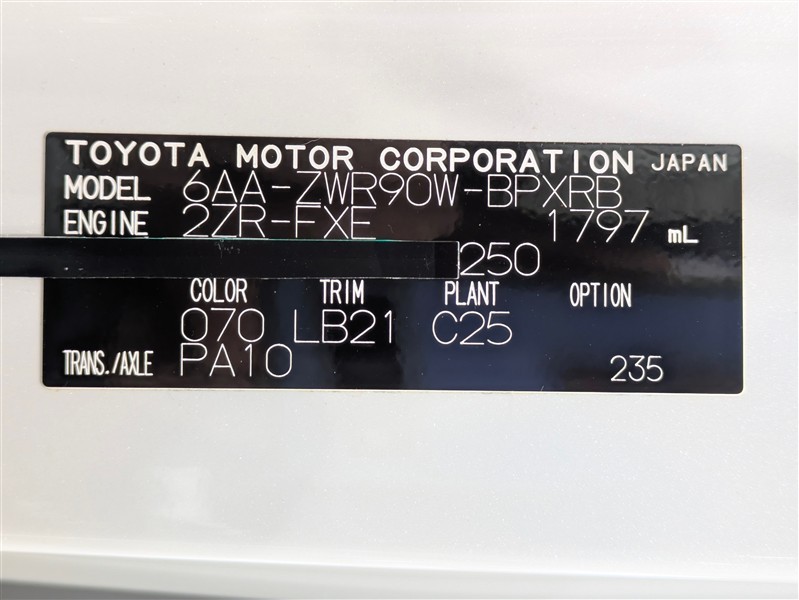 TOYOTA MOTOR CORPORATION JAPAN
MODEL 6AA-ZWR90W-BPXRB
ENGINE 2ZR-FXE 1797 mL
250
COLOR TRIM PLANT OPTION
070 LB21 C25
TRANS./AXLE PA10 235